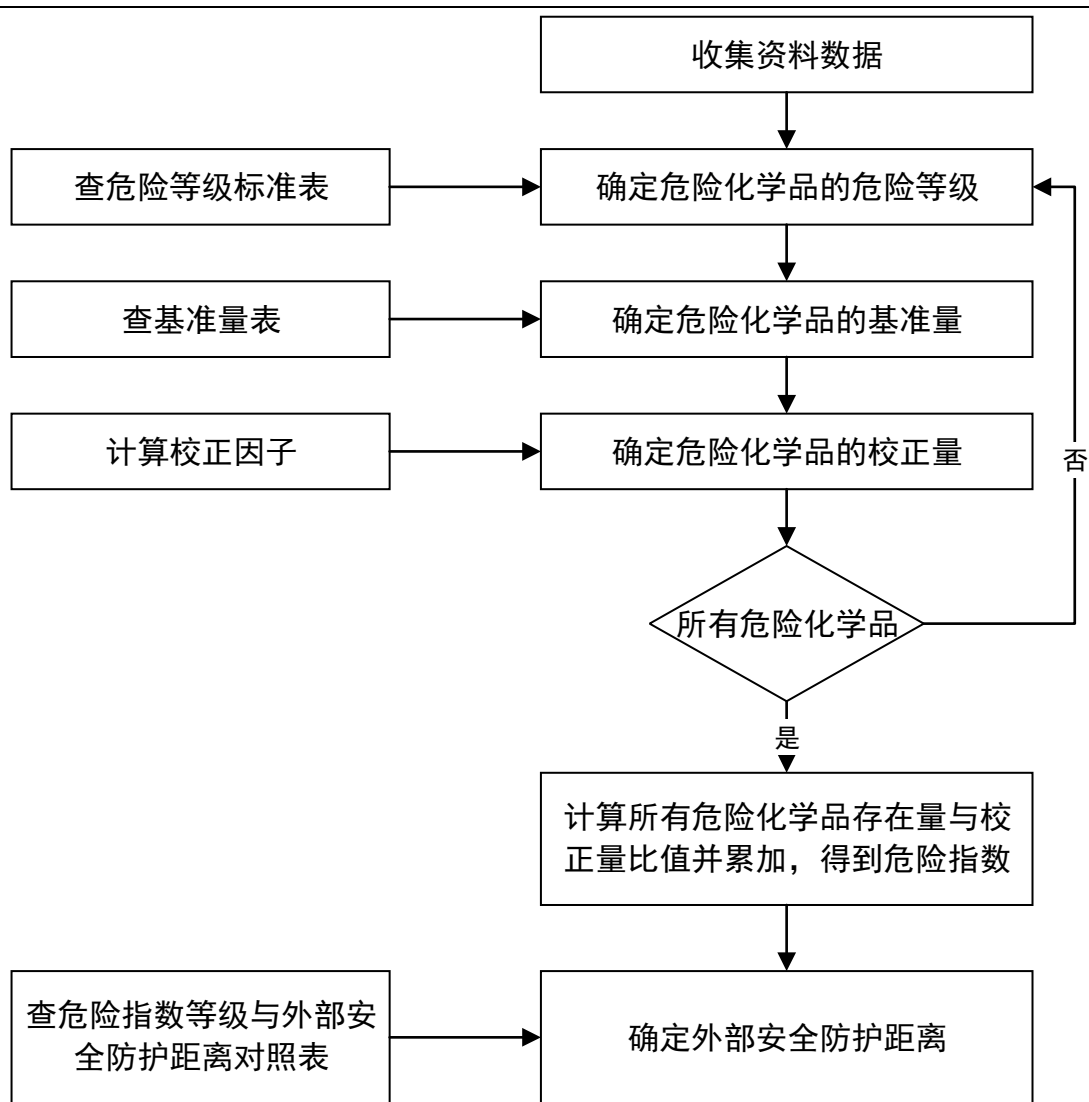 收集资料数据
查危险等级标准表
确定危险化学品的危险等级
查基准量表
确定危险化学品的基准量
计算校正因子
确定危险化学品的校正量
否
所有危险化学品
是
计算所有危险化学品存在量与校
正量比值并累加，得到危险指数
查危险指数等级与外部安
全防护距离对照表
确定外部安全防护距离